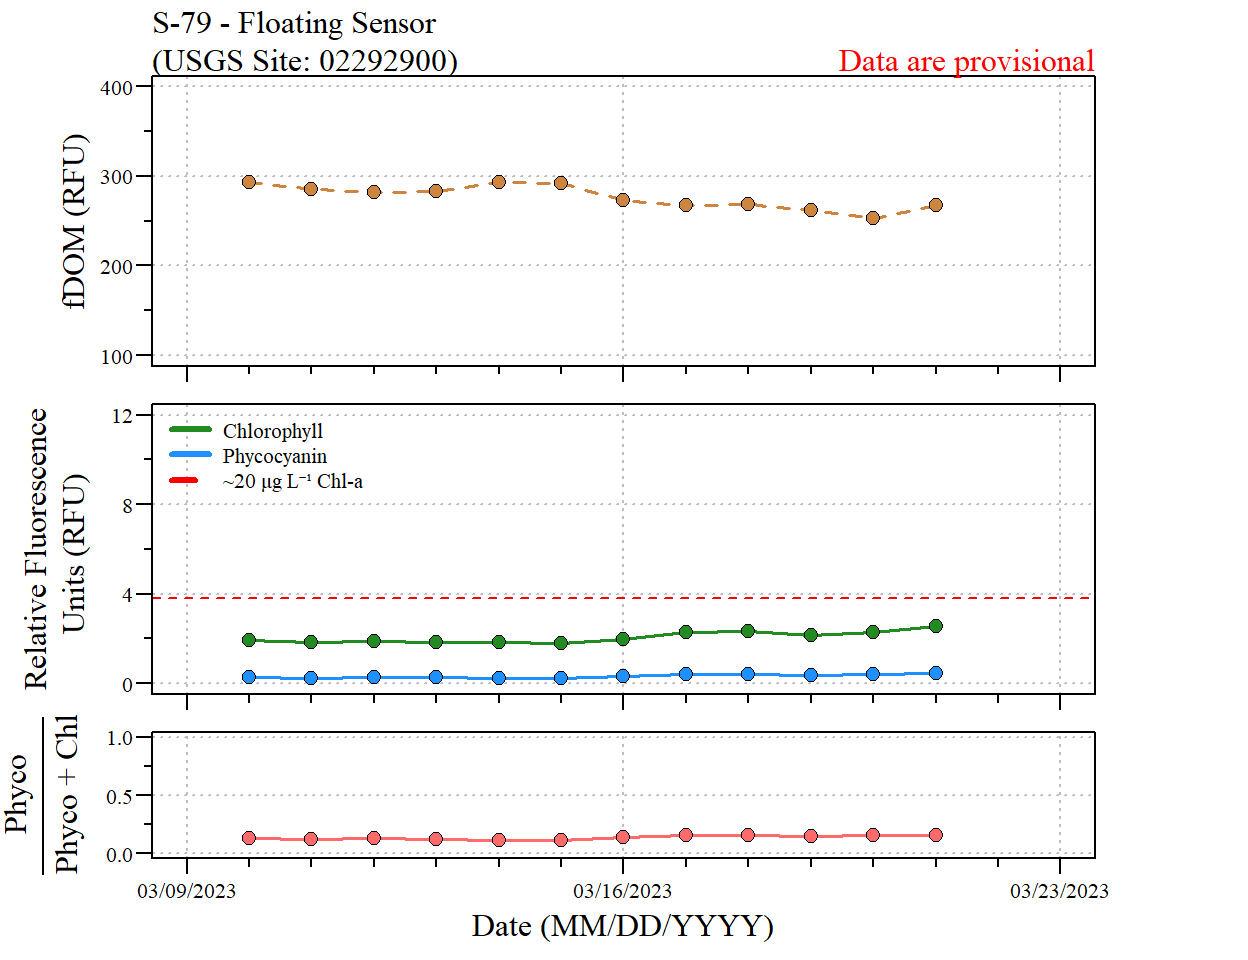 S-79 - Floating Sensor
(USGS Site: 02292900)
Data are provisional
fDOM (RFU)
400
300
200
100
Relative Fluorescence
Units (RFU)
12
8
4
0
Chlorophyll
Phycocyanin
~20 µg L⁻¹ Chl-a
Phyco
Phyco + Chl
1.0
0.5
0.0
03/09/2023
03/16/2023
03/23/2023
Date (MM/DD/YYYY)